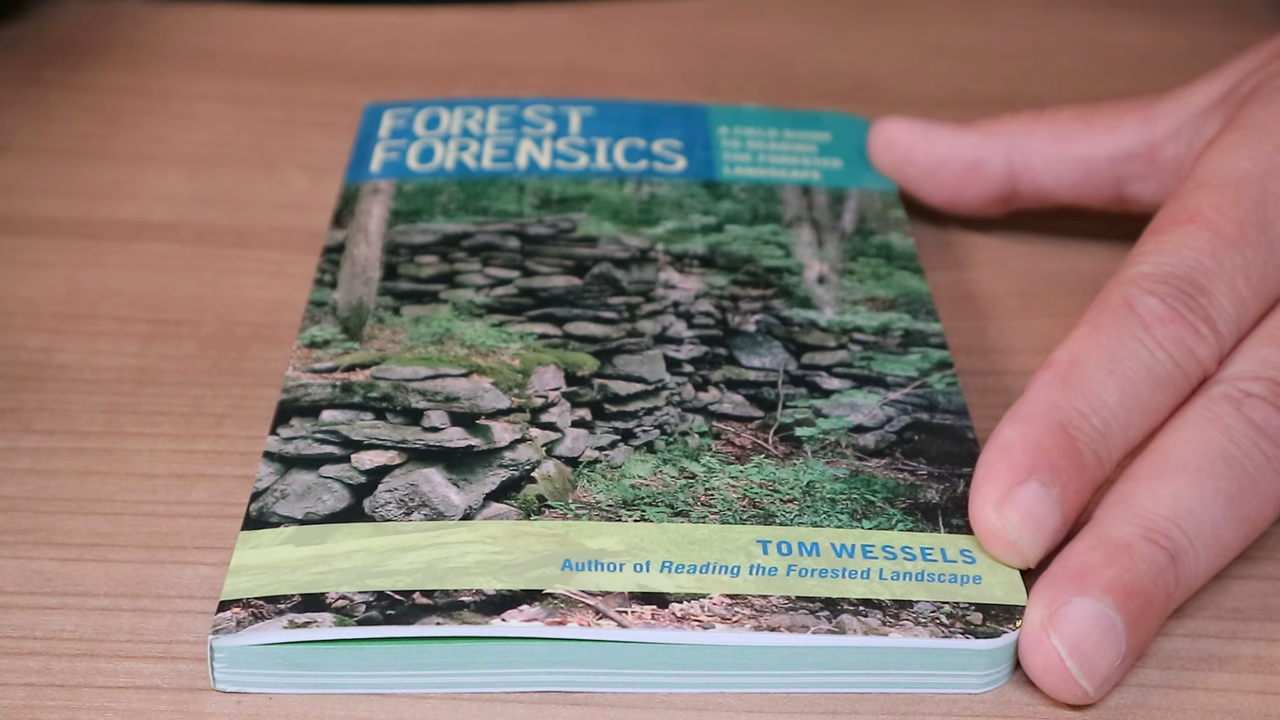 FOREST
FORENSICS
A FIELD GUIDE
TO READING
THE FORESTED
LANDSCAPE
TOM WESSELS
Author of Reading the Forested Landscape